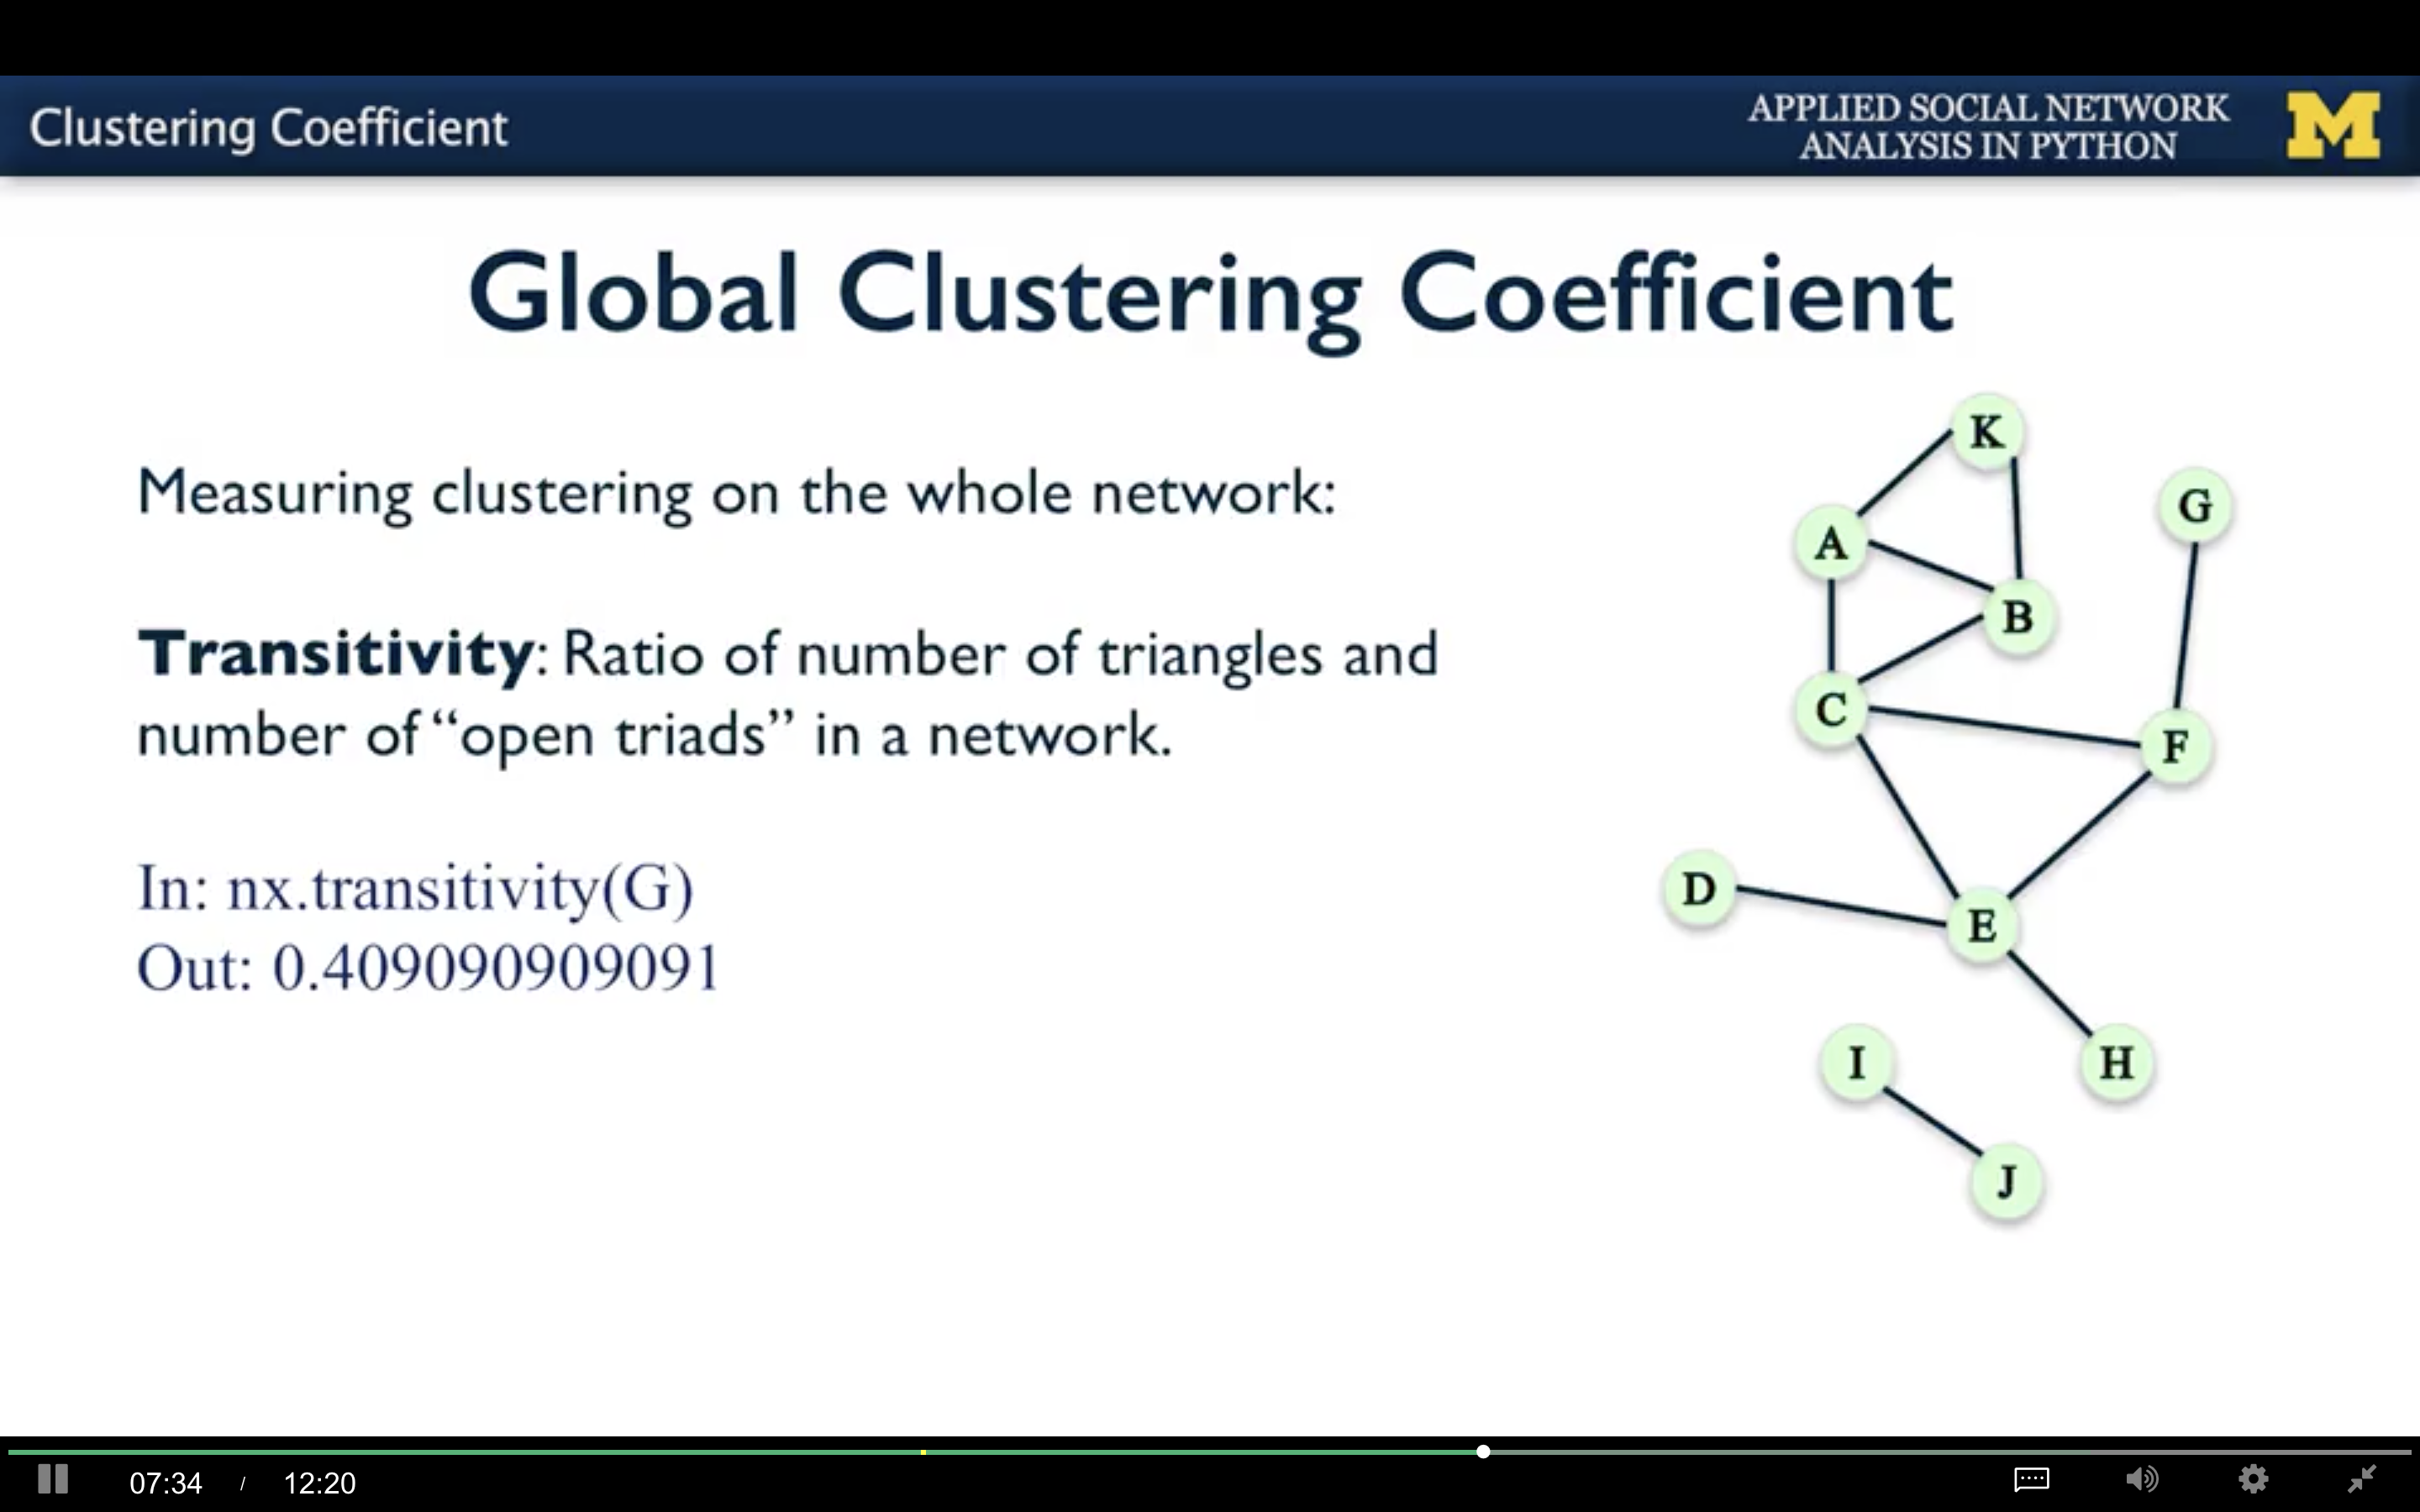 Clustering Coefficient
APPLIED SOCIAL NETWORK
ANALYSIS IN PYTHON
M
Global Clustering Coefficient
Measuring clustering on the whole network:
Transitivity: Ratio of number of triangles and
number of “open triads” in a network.
In: nx.transitivity(G)
Out: 0.409090909091
K
G
A
B
C
F
D
E
I
H
J
07:34 / 12:20